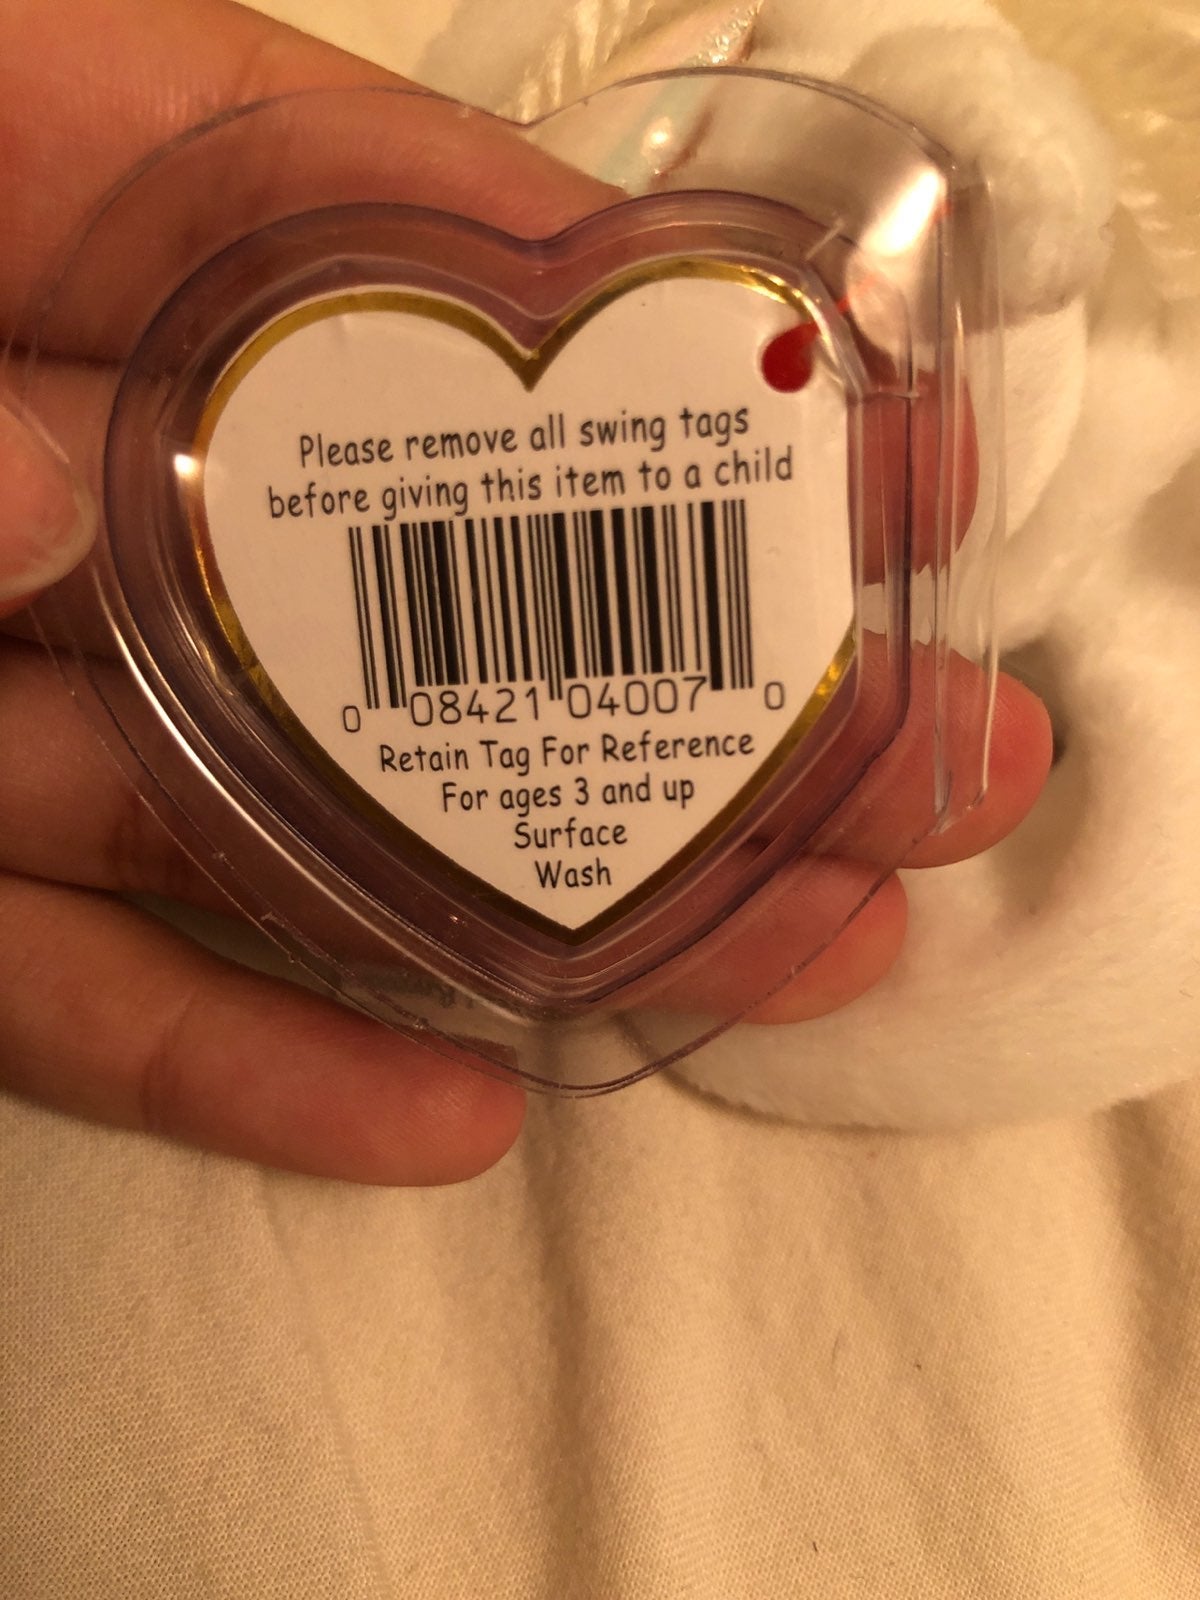 Please remove all swing tags
before giving this item to a child
0 08421 04007 0
Retain Tag For Reference
For ages 3 and up
Surface
Wash